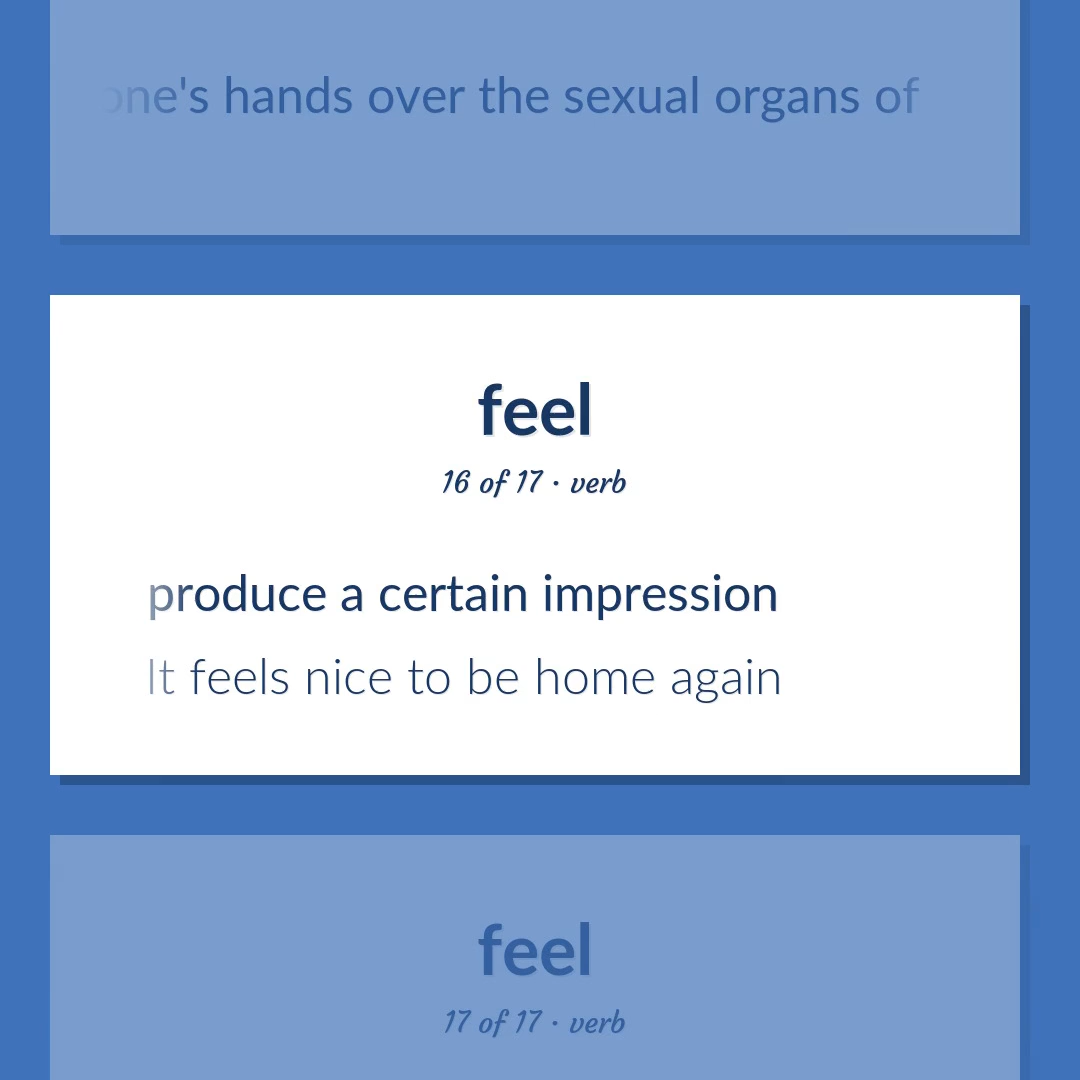 one's hands over the sexual organs of
feel
16 of 17 · verb
produce a certain impression
It feels nice to be home again
feel
17 of 17 · verb